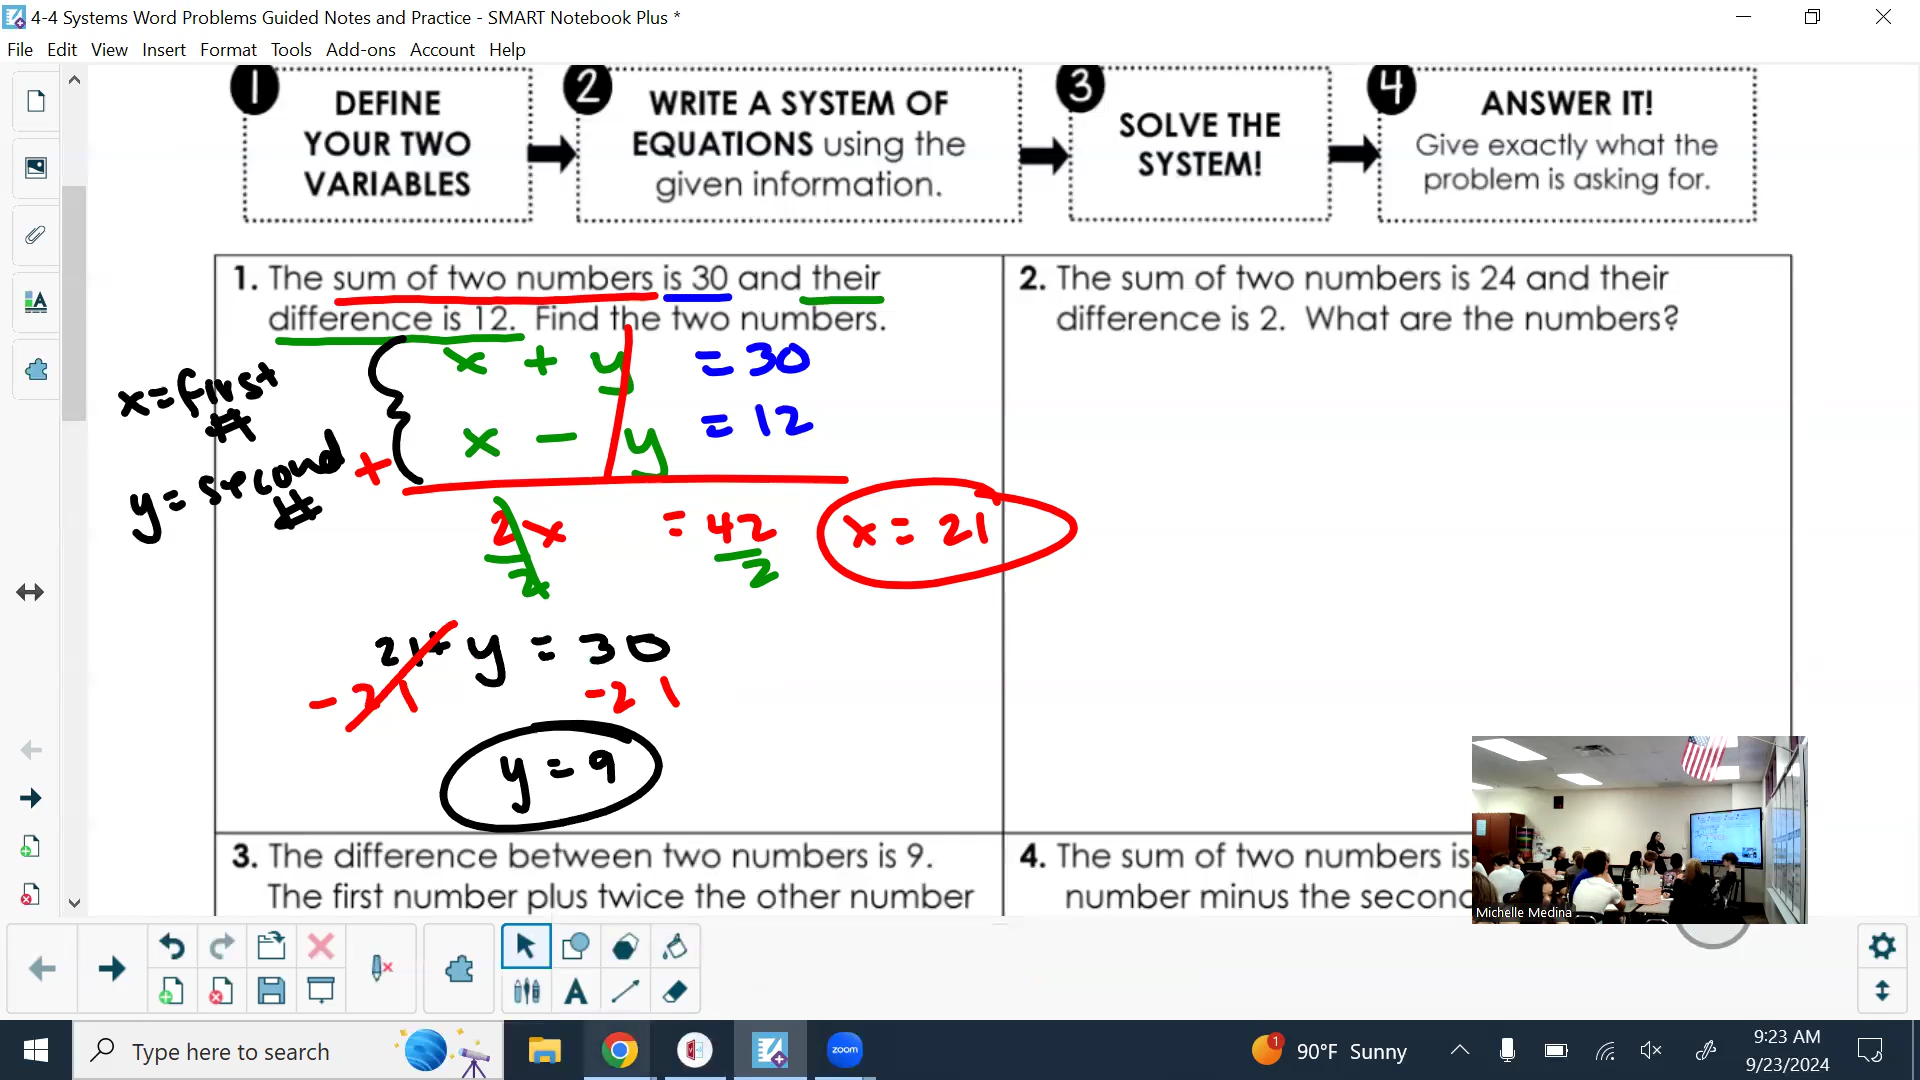 4-4 Systems Word Problems Guided Notes and Practice - SMART Notebook Plus *
File Edit View Insert Format Tools Add-ons Account Help
1 DEFINE YOUR TWO VARIABLES
2 WRITE A SYSTEM OF EQUATIONS using the given information.
3 SOLVE THE SYSTEM!
4 ANSWER IT!
Give exactly what the problem is asking for.
1. The sum of two numbers is 30 and their
difference is 12. Find the two numbers.
x + y = 30
x=first
#
x - y = 12
y=second
#
+
2x = 42 x = 21
2 2
21+ y = 30
-21 -21
y = 9
2. The sum of two numbers is 24 and their
difference is 2. What are the numbers?
3. The difference between two numbers is 9.
The first number plus twice the other number
4. The sum of two numbers is
number minus the second
Michelle Medina
Type here to search
zoom
1
90°F Sunny
9:23 AM
9/23/2024